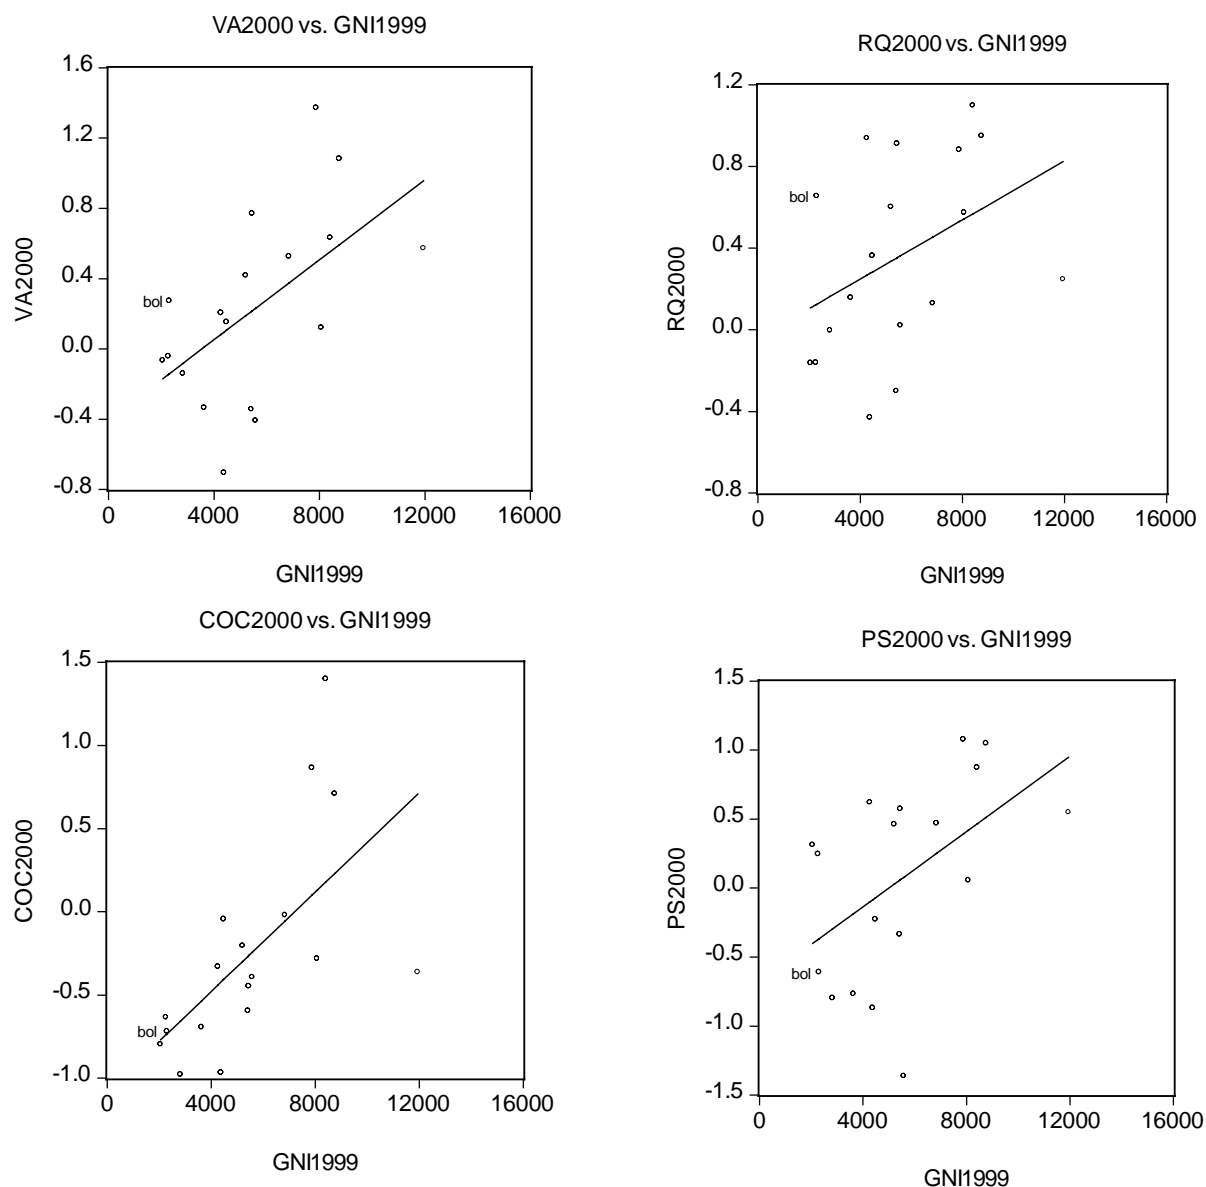 VA2000 vs. GNI1999
1.6
1.2
0.8
0.4
0.0
-0.4
-0.8
VA2000
bol
0 4000 8000 12000 16000
GNI1999
RQ2000 vs. GNI1999
1.2
0.8
0.4
0.0
-0.4
-0.8
RQ2000
bol
0 4000 8000 12000 16000
GNI1999
COC2000 vs. GNI1999
1.5
1.0
0.5
0.0
-0.5
-1.0
COC2000
bol
0 4000 8000 12000 16000
GNI1999
PS2000 vs. GNI1999
1.5
1.0
0.5
0.0
-0.5
-1.0
-1.5
PS2000
bol
0 4000 8000 12000 16000
GNI1999